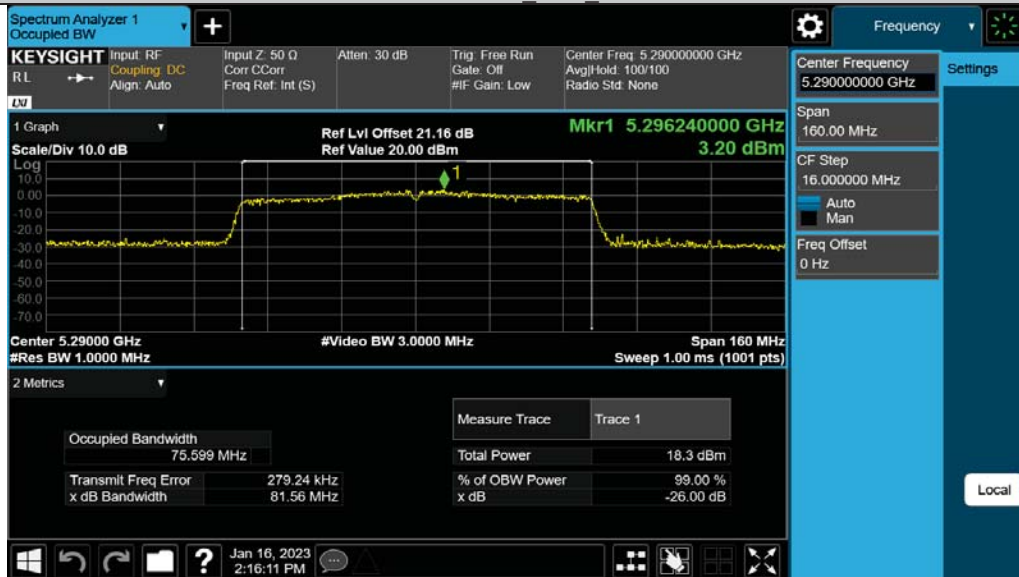 Spectrum Analyzer 1
Occupied BW
+
Frequency
KEYSIGHT
RL
LXI
Input: RF
Coupling: DC
Align: Auto
Input Z: 50 Ω
Corr CCorr
Freq Ref: Int (S)
Atten: 30 dB
Trig: Free Run
Gate: Off
#IF Gain: Low
Center Freq: 5.290000000 GHz
Avg|Hold: 100/100
Radio Std: None
Center Frequency
5.290000000 GHz
Settings
Span
160.00 MHz
CF Step
16.000000 MHz
Auto
Man
Freq Offset
0 Hz
Local
1 Graph
Scale/Div 10.0 dB
Ref Lvl Offset 21.16 dB
Ref Value 20.00 dBm
Mkr1 5.296240000 GHz
3.20 dBm
Log
10.0
0.00
-10.0
-20.0
-30.0
-40.0
-50.0
-60.0
-70.0
1
Center 5.29000 GHz
#Video BW 3.0000 MHz
Span 160 MHz
#Res BW 1.0000 MHz
Sweep 1.00 ms (1001 pts)
2 Metrics
Measure Trace
Trace 1
Occupied Bandwidth
75.599 MHz
Total Power
18.3 dBm
Transmit Freq Error
279.24 kHz
% of OBW Power
99.00 %
x dB Bandwidth
81.56 MHz
x dB
-26.00 dB
?
Jan 16, 2023
2:16:11 PM